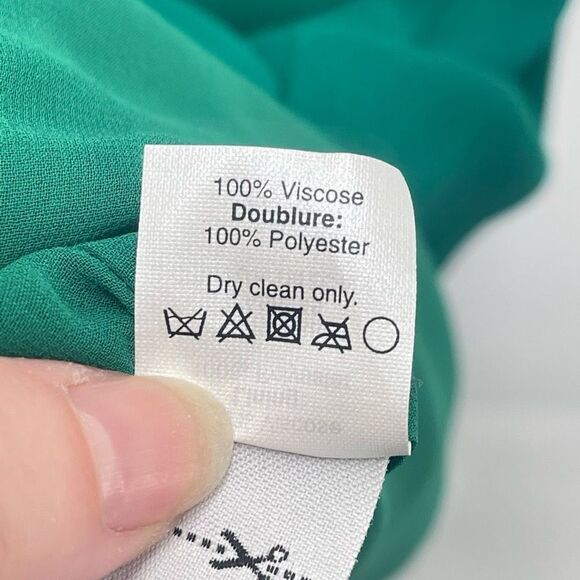 100% Viscose
Doublure:
100% Polyester
Dry clean only.